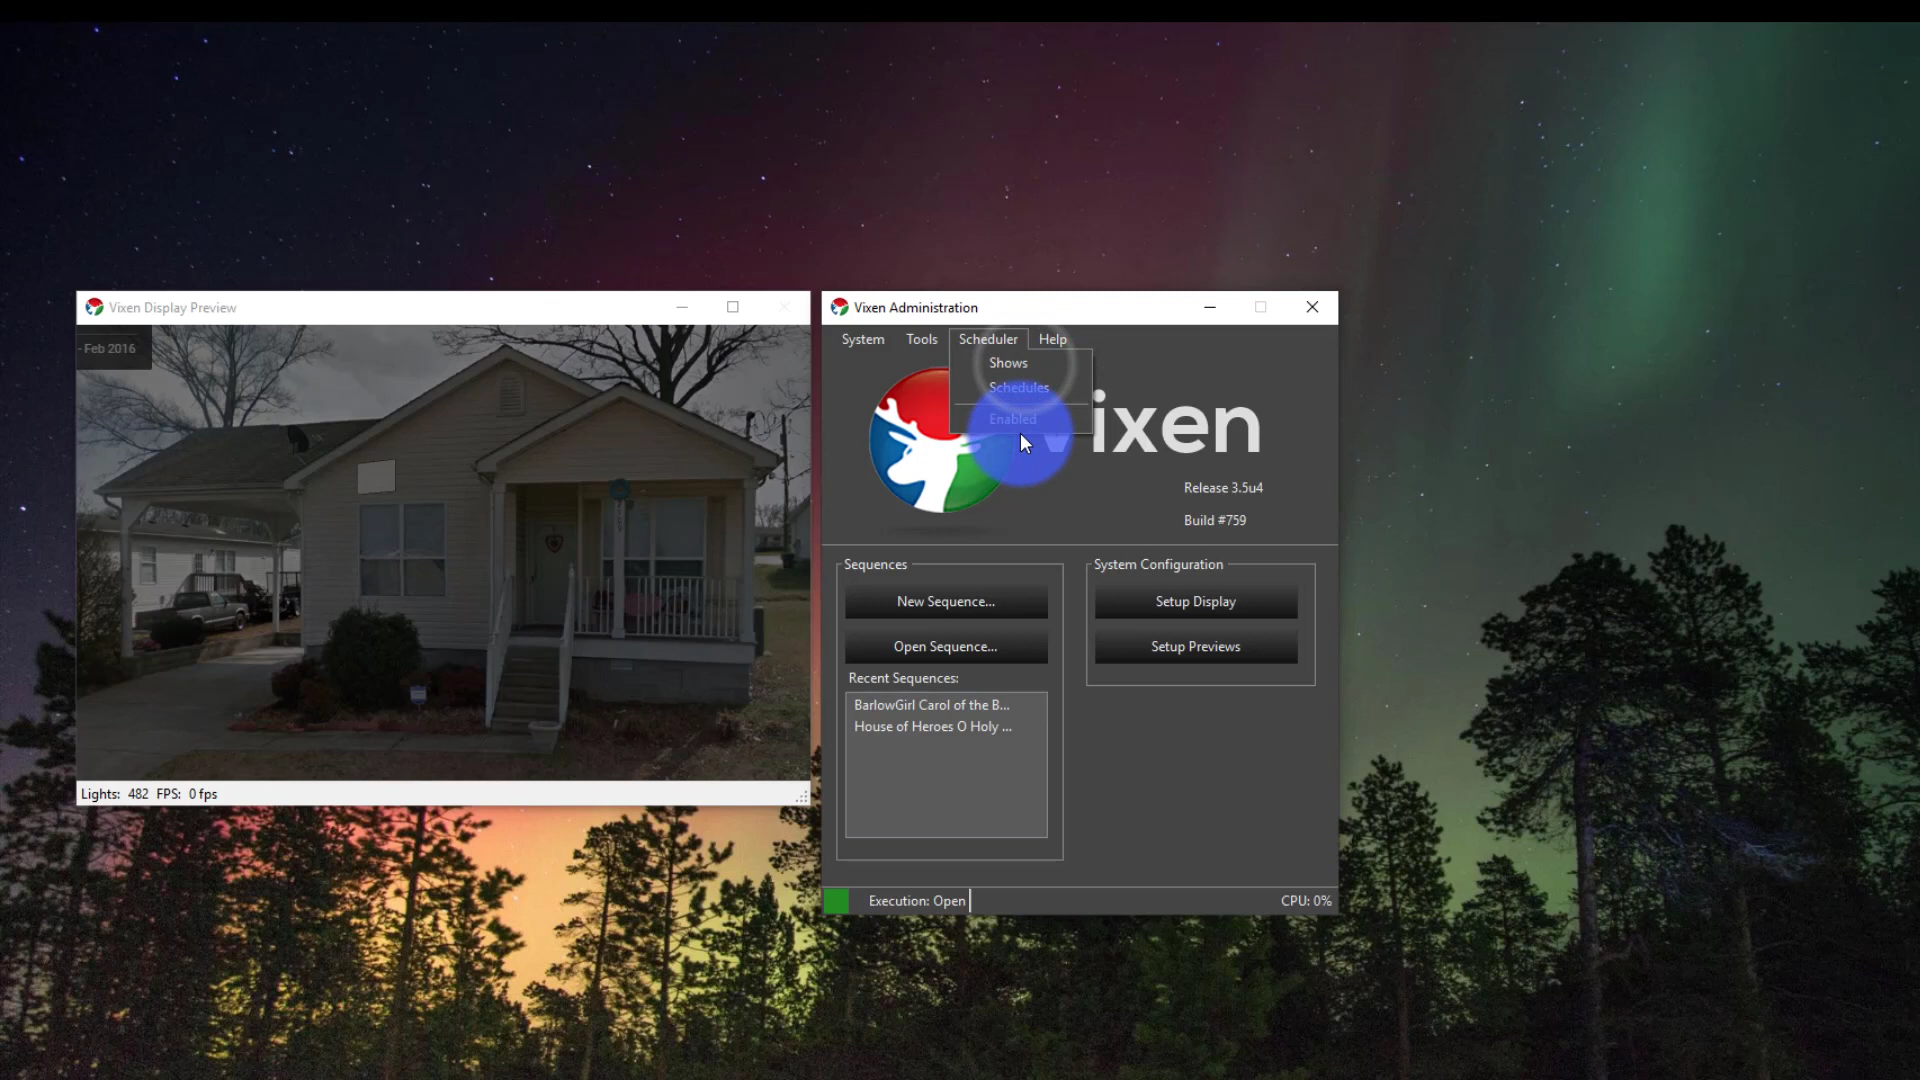 Vixen Display Preview
- Feb 2016
Lights: 482 FPS: 0 fps
Vixen Administration
System Tools Scheduler Help
Shows
Schedules
Enabled
vixen
Release 3.5u4
Build #759
Sequences
New Sequence...
Open Sequence...
Recent Sequences:
BarlowGirl Carol of the B...
House of Heroes O Holy ...
System Configuration
Setup Display
Setup Previews
Execution: Open
CPU: 0%